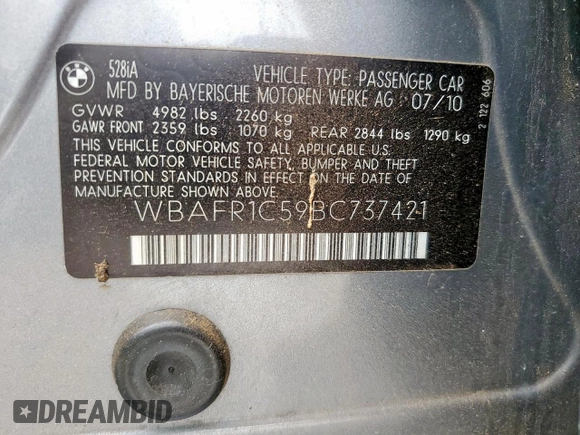 528iA
VEHICLE TYPE: PASSENGER CAR
MFD BY BAYERISCHE MOTOREN WERKE AG 07/10
GVWR 4982 lbs 2260 kg
GAWR FRONT 2359 lbs 1070 kg REAR 2844 lbs 1290 kg
THIS VEHICLE CONFORMS TO ALL APPLICABLE U.S.
FEDERAL MOTOR VEHICLE SAFETY, BUMPER AND THEFT
PREVENTION STANDARDS IN EFFECT ON THE DATE OF
MANUFACTURE SHOWN ABOVE.
WBAFR1C59BC737421
2 122 606
DREAMBID